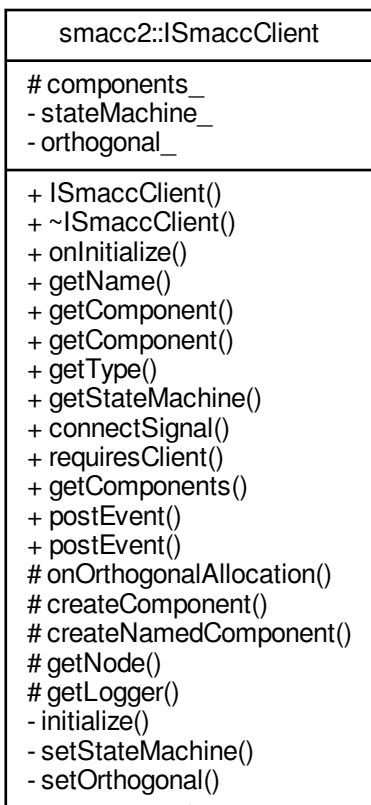 smacc2::ISmaccClient
# components_
- stateMachine_
- orthogonal_
+ ISmaccClient()
+ ~ISmaccClient()
+ onInitialize()
+ getName()
+ getComponent()
+ getComponent()
+ getType()
+ getStateMachine()
+ connectSignal()
+ requiresClient()
+ getComponents()
+ postEvent()
+ postEvent()
# onOrthogonalAllocation()
# createComponent()
# createNamedComponent()
# getNode()
# getLogger()
- initialize()
- setStateMachine()
- setOrthogonal()